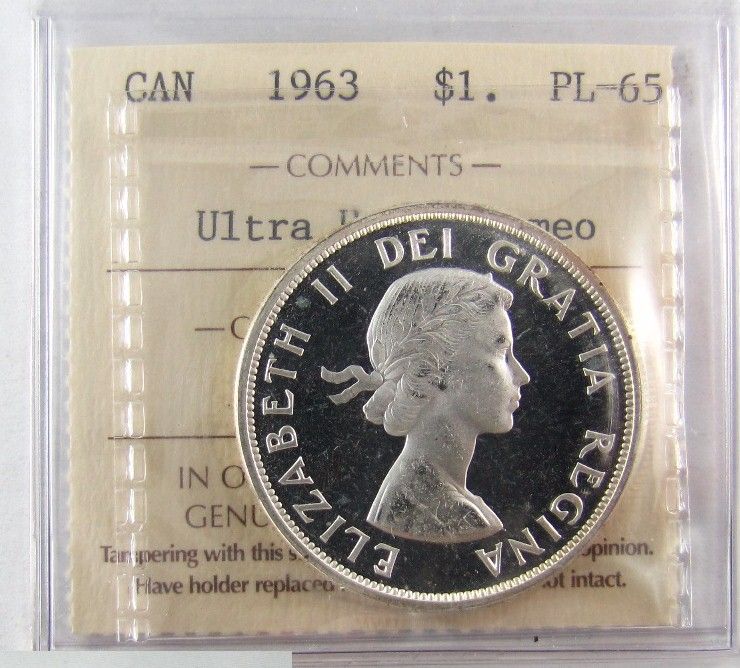 CAN 1963 $1. PL-65
— COMMENTS —
Ultra
ELIZABETH II DEI GRATIA REGINA
IN
Tampering with this opinion.
Have holder replaced not intact.